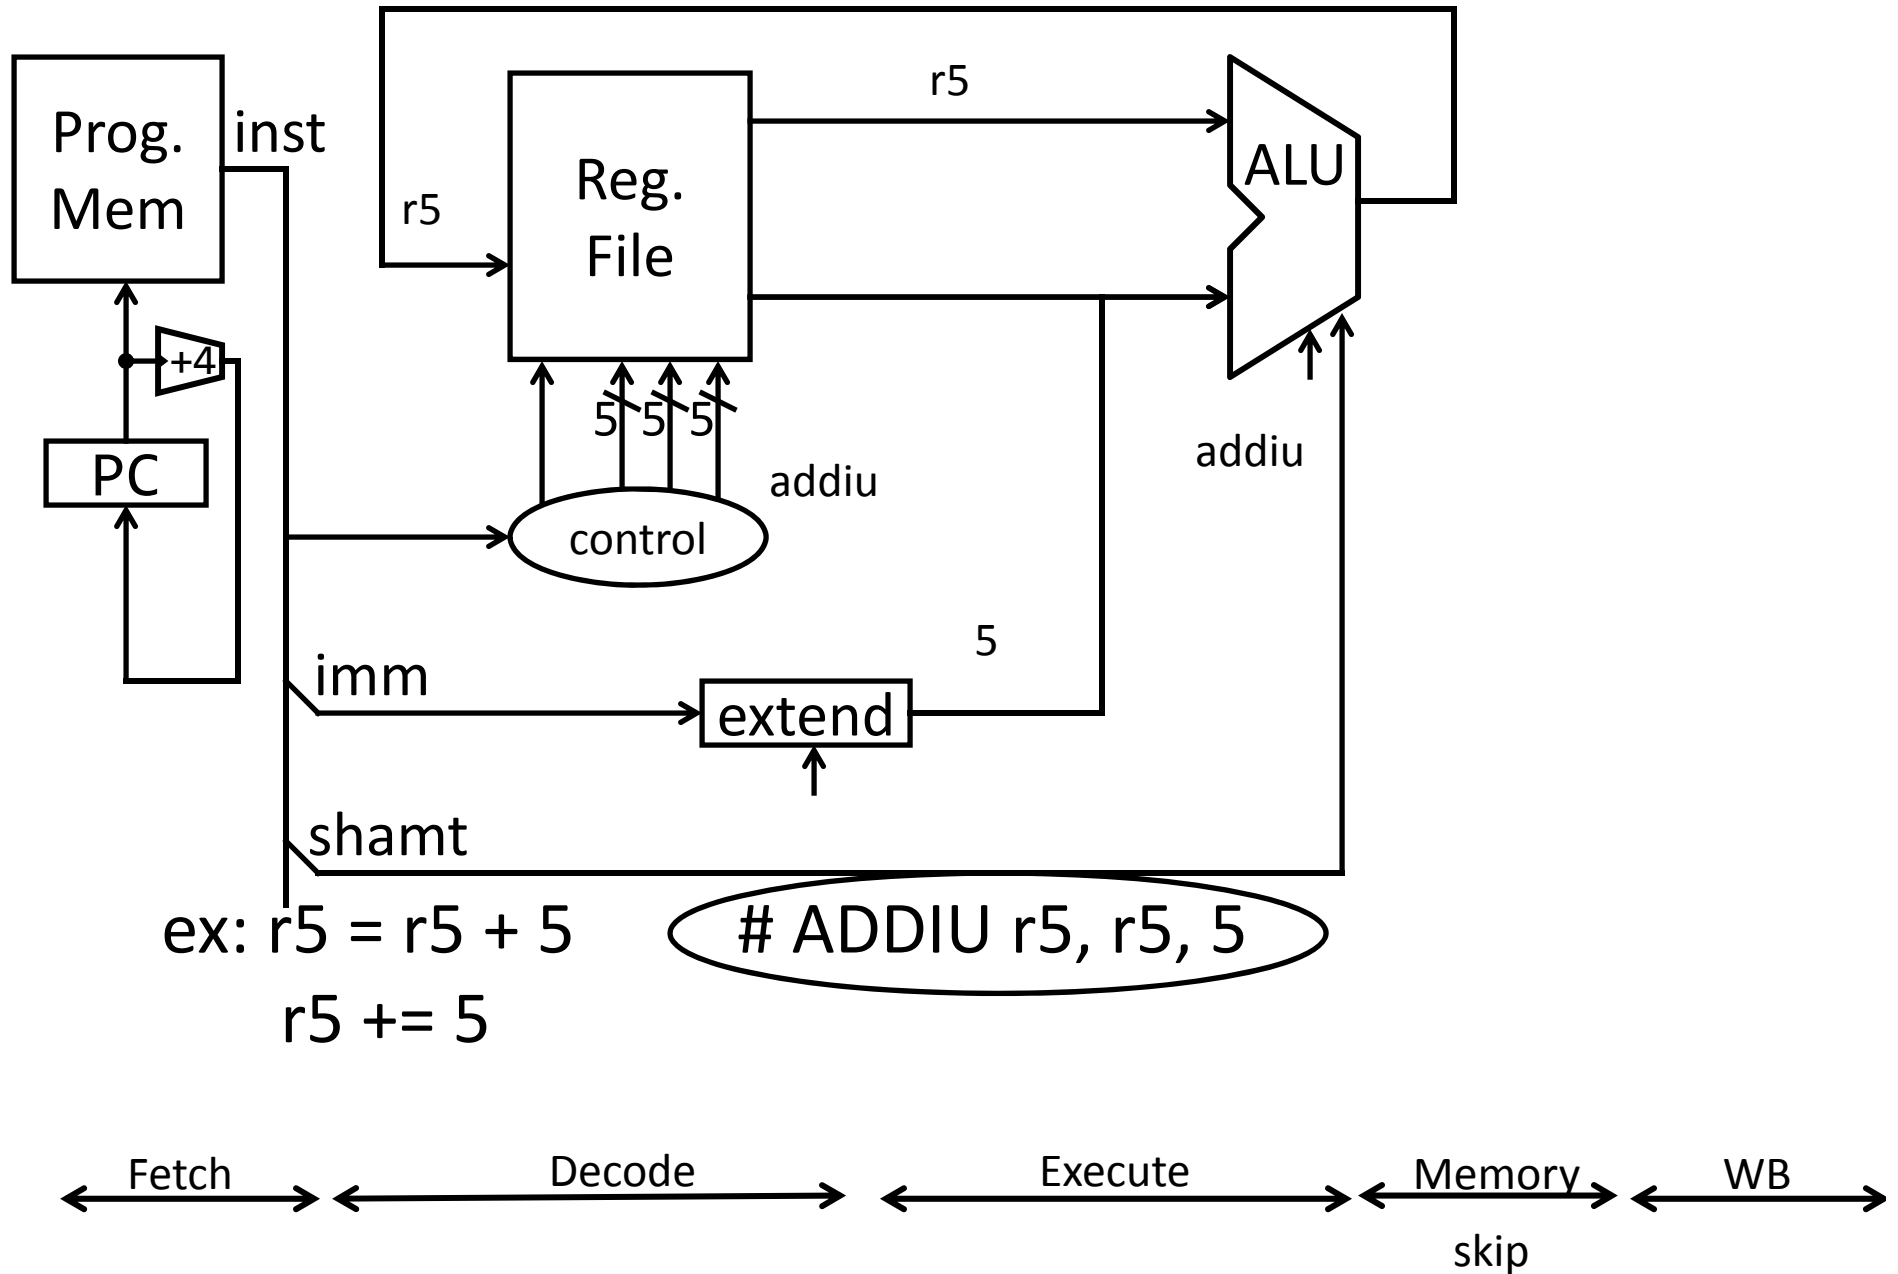 r5
Prog.
Mem
inst
r5
Reg.
File
ALU
+4
5 5 5
PC
addiu
addiu
control
5
imm
extend
shamt
ex: r5 = r5 + 5
# ADDIU r5, r5, 5
r5 += 5
Fetch
Decode
Execute
Memory
WB
skip